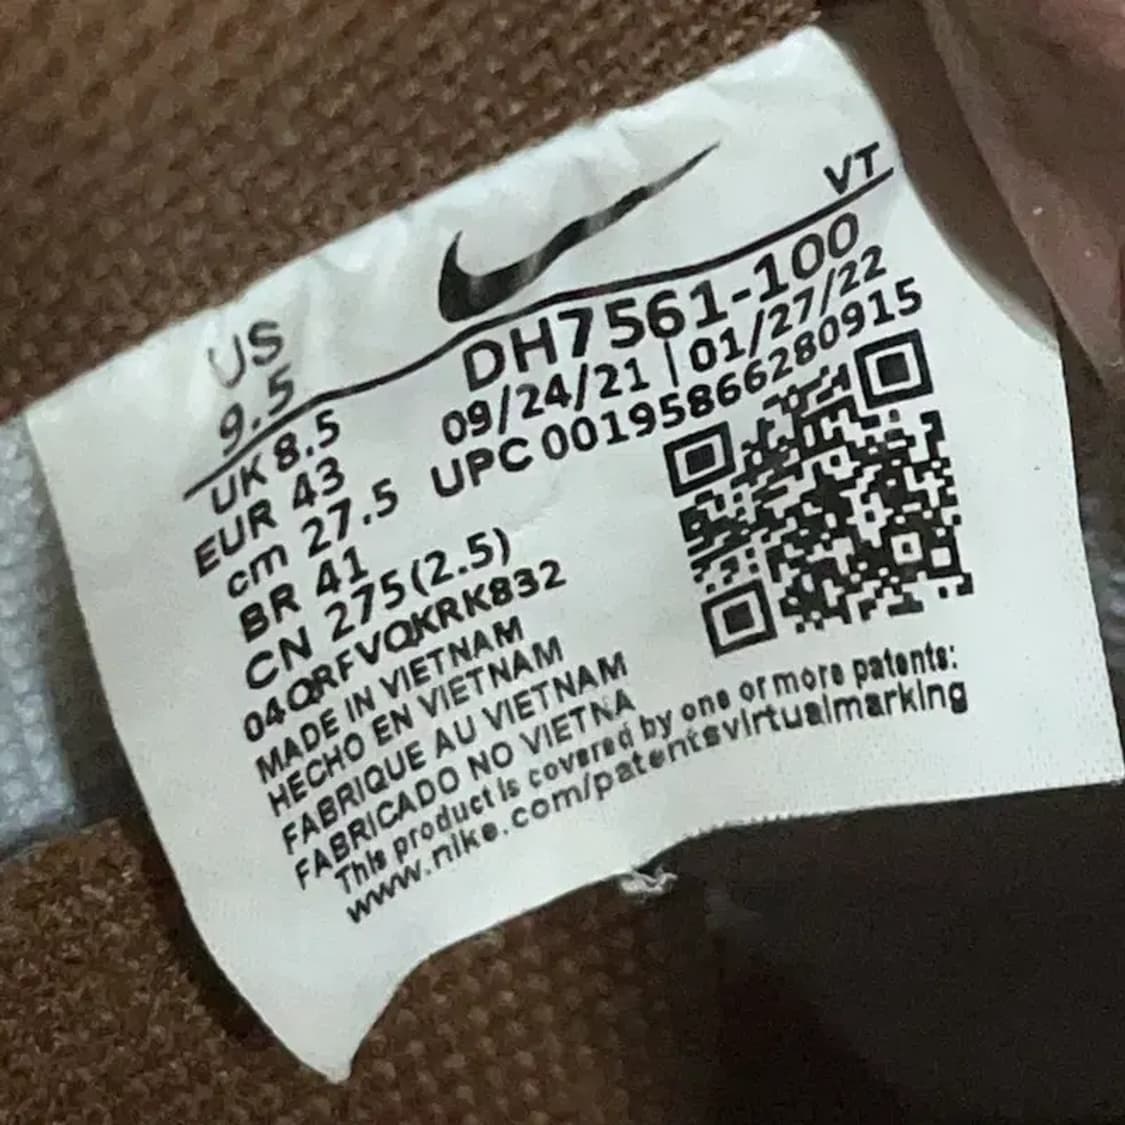 VT
US
9.5
DH7561-100
09/24/21 | 01/27/22
UPC 00195866280915
UK 8.5
EUR 43
cm 27.5
BR 41
CN 275(2.5)
04QRFVQKRK832
MADE IN VIETNAM
HECHO EN VIETNAM
FABRIQUE AU VIETNAM
FABRICADO NO VIETNA
This product is covered by one or more patents:
www.nike.com/patentsvirtualmarking